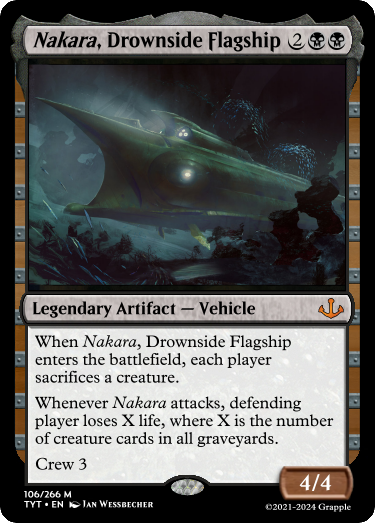 Nakara, Drownside Flagship 2
Legendary Artifact — Vehicle
When Nakara, Drownside Flagship
enters the battlefield, each player
sacrifices a creature.
Whenever Nakara attacks, defending
player loses X life, where X is the number
of creature cards in all graveyards.
Crew 3
4/4
106/266 M
TYT • EN Ian Wessbecher
©2021-2024 Grapple